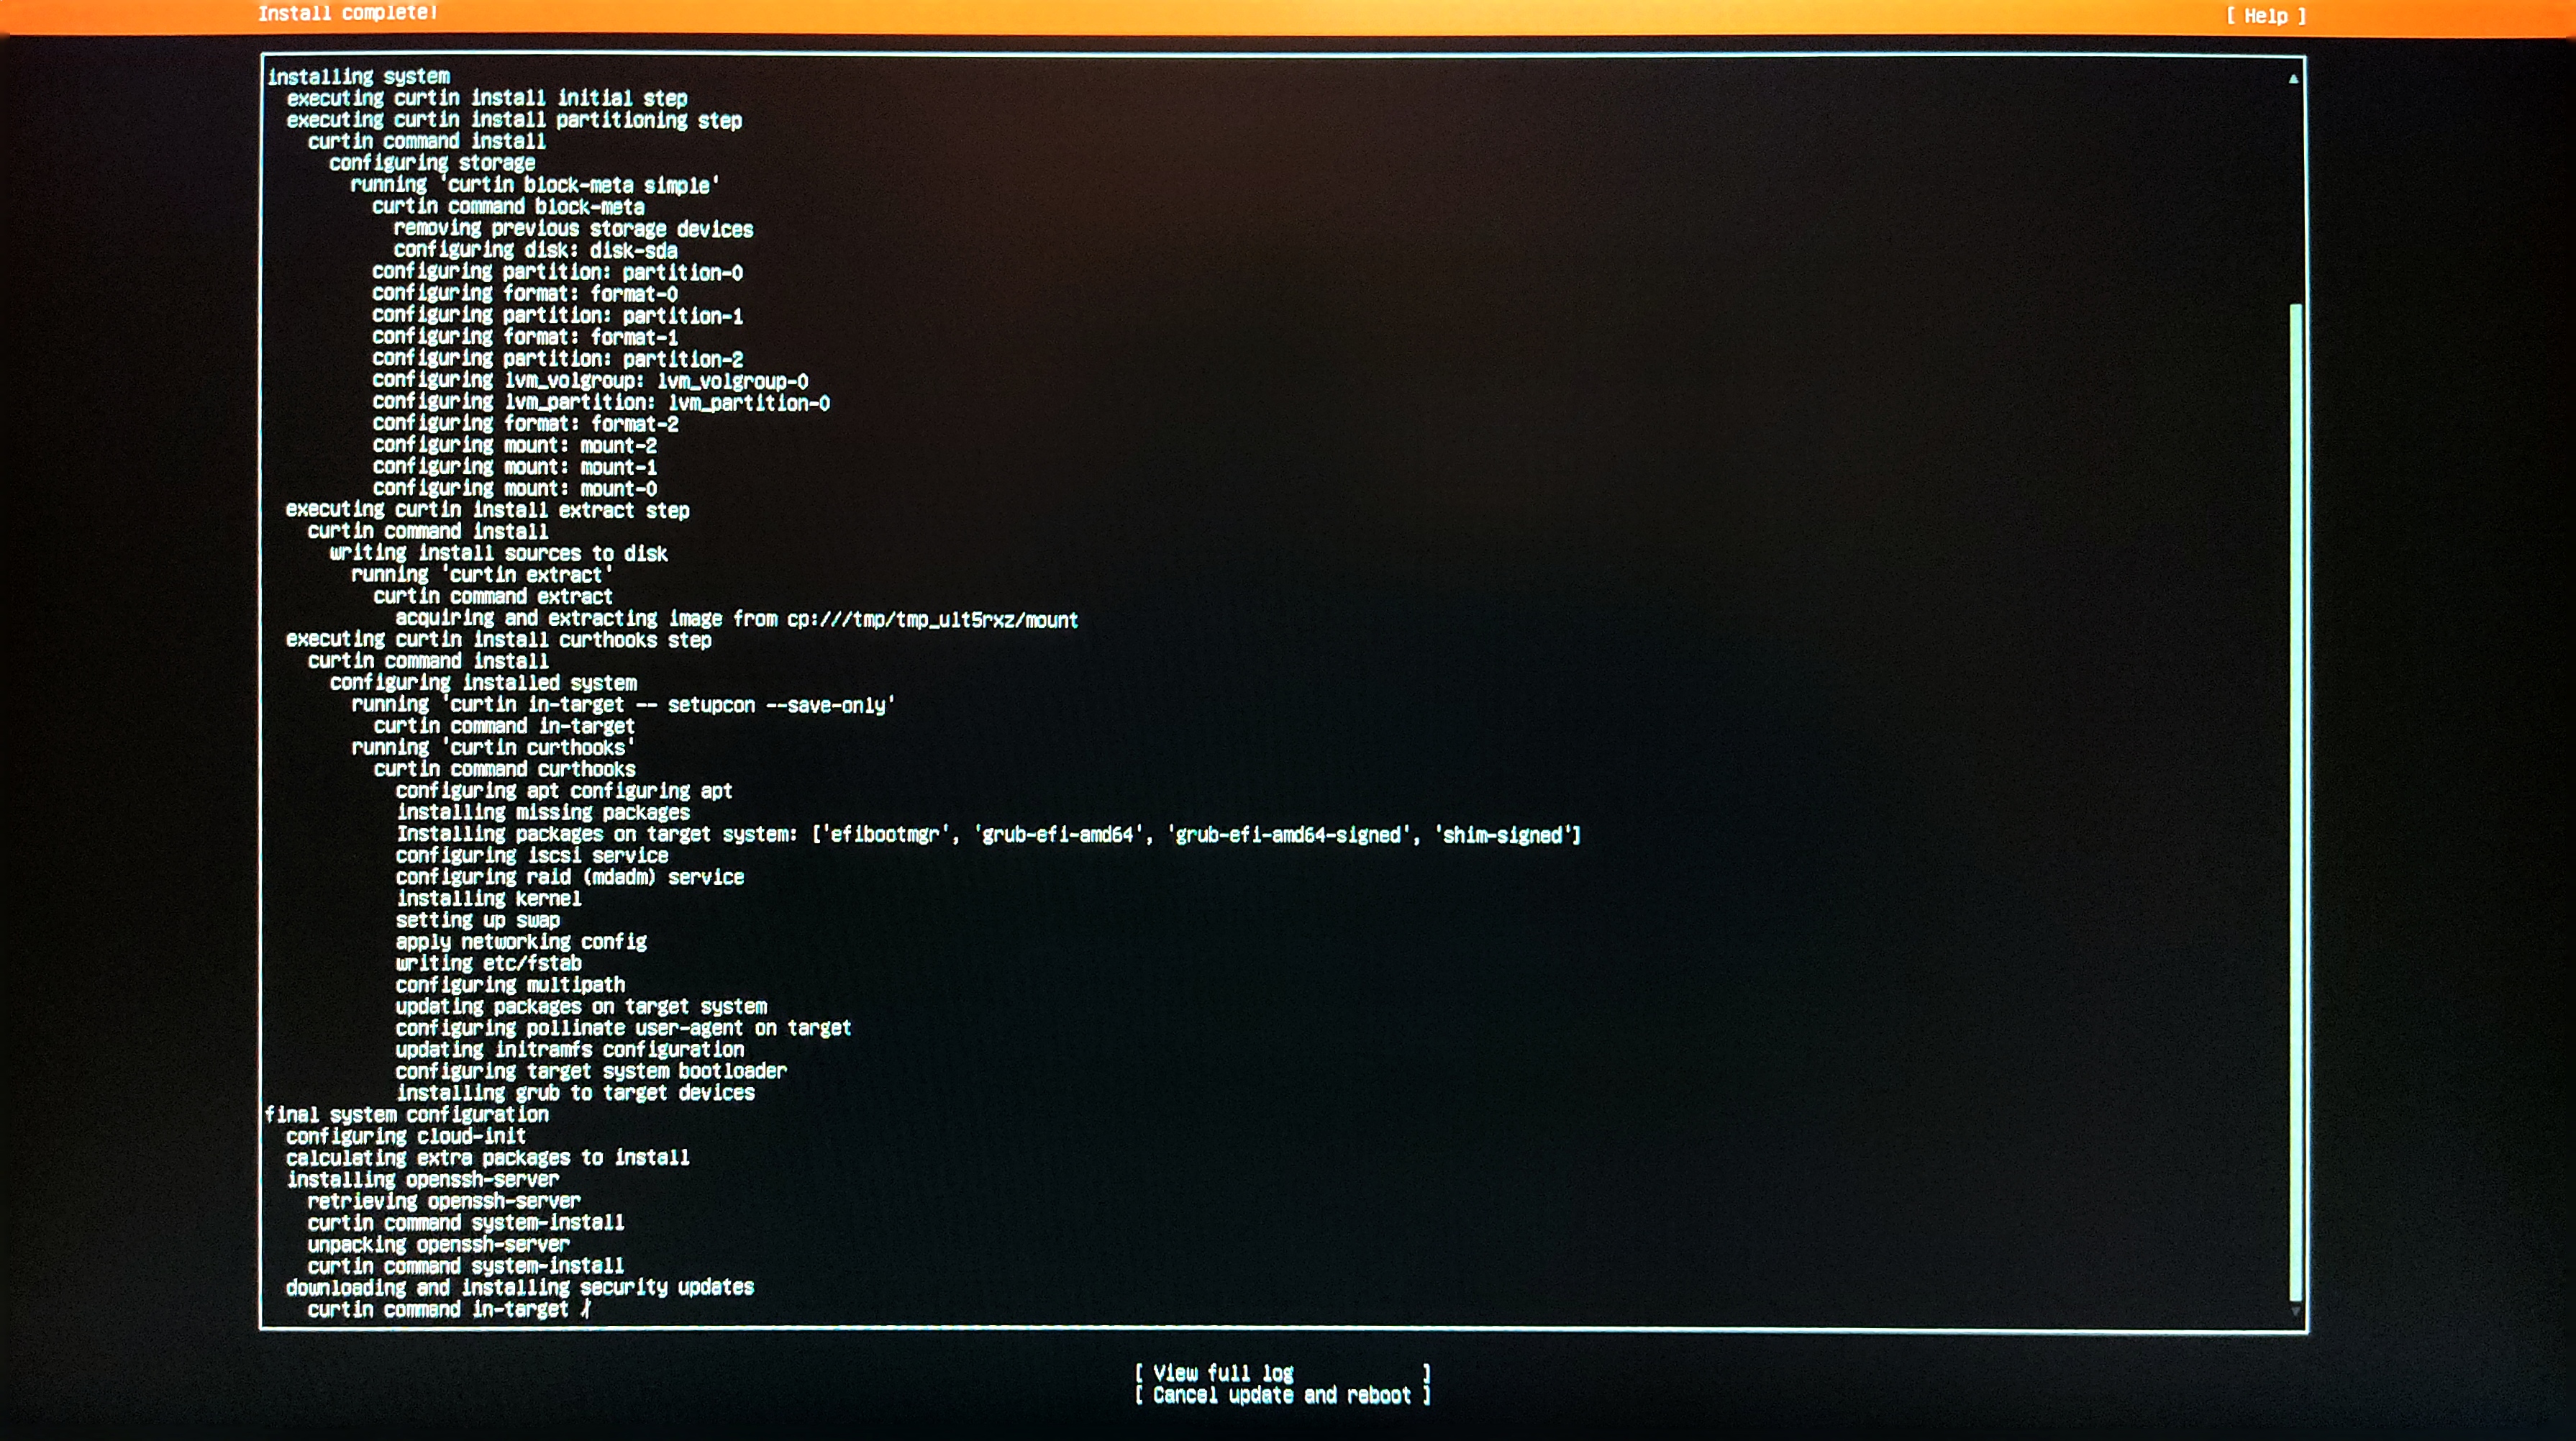 Install complete!
[ Help ]
installing system
executing curtin install initial step
executing curtin install partitioning step
curtin command install
configuring storage
running 'curtin block-meta simple'
curtin command block-meta
removing previous storage devices
configuring disk: disk-sda
configuring partition: partition-0
configuring format: format-0
configuring partition: partition-1
configuring format: format-1
configuring partition: partition-2
configuring lvm_volgroup: lvm_volgroup-0
configuring lvm_partition: lvm_partition-0
configuring format: format-2
configuring mount: mount-2
configuring mount: mount-1
configuring mount: mount-0
executing curtin install extract step
curtin command install
writing install sources to disk
running 'curtin extract'
curtin command extract
acquiring and extracting image from cp:///tmp/tmp_ult5rxz/mount
executing curtin install curthooks step
curtin command install
configuring installed system
running 'curtin in-target -- setupcon --save-only'
curtin command in-target
running 'curtin curthooks'
curtin command curthooks
configuring apt configuring apt
installing missing packages
Installing packages on target system: ['efibootmgr', 'grub-efi-amd64', 'grub-efi-amd64-signed', 'shim-signed']
configuring iscsi service
configuring raid (mdadm) service
installing kernel
setting up swap
apply networking config
writing etc/fstab
configuring multipath
updating packages on target system
configuring pollinate user-agent on target
updating initramfs configuration
configuring target system bootloader
installing grub to target devices
final system configuration
configuring cloud-init
calculating extra packages to install
installing openssh-server
retrieving openssh-server
curtin command system-install
unpacking openssh-server
curtin command system-install
downloading and installing security updates
curtin command in-target /
[ View full log ]
[ Cancel update and reboot ]